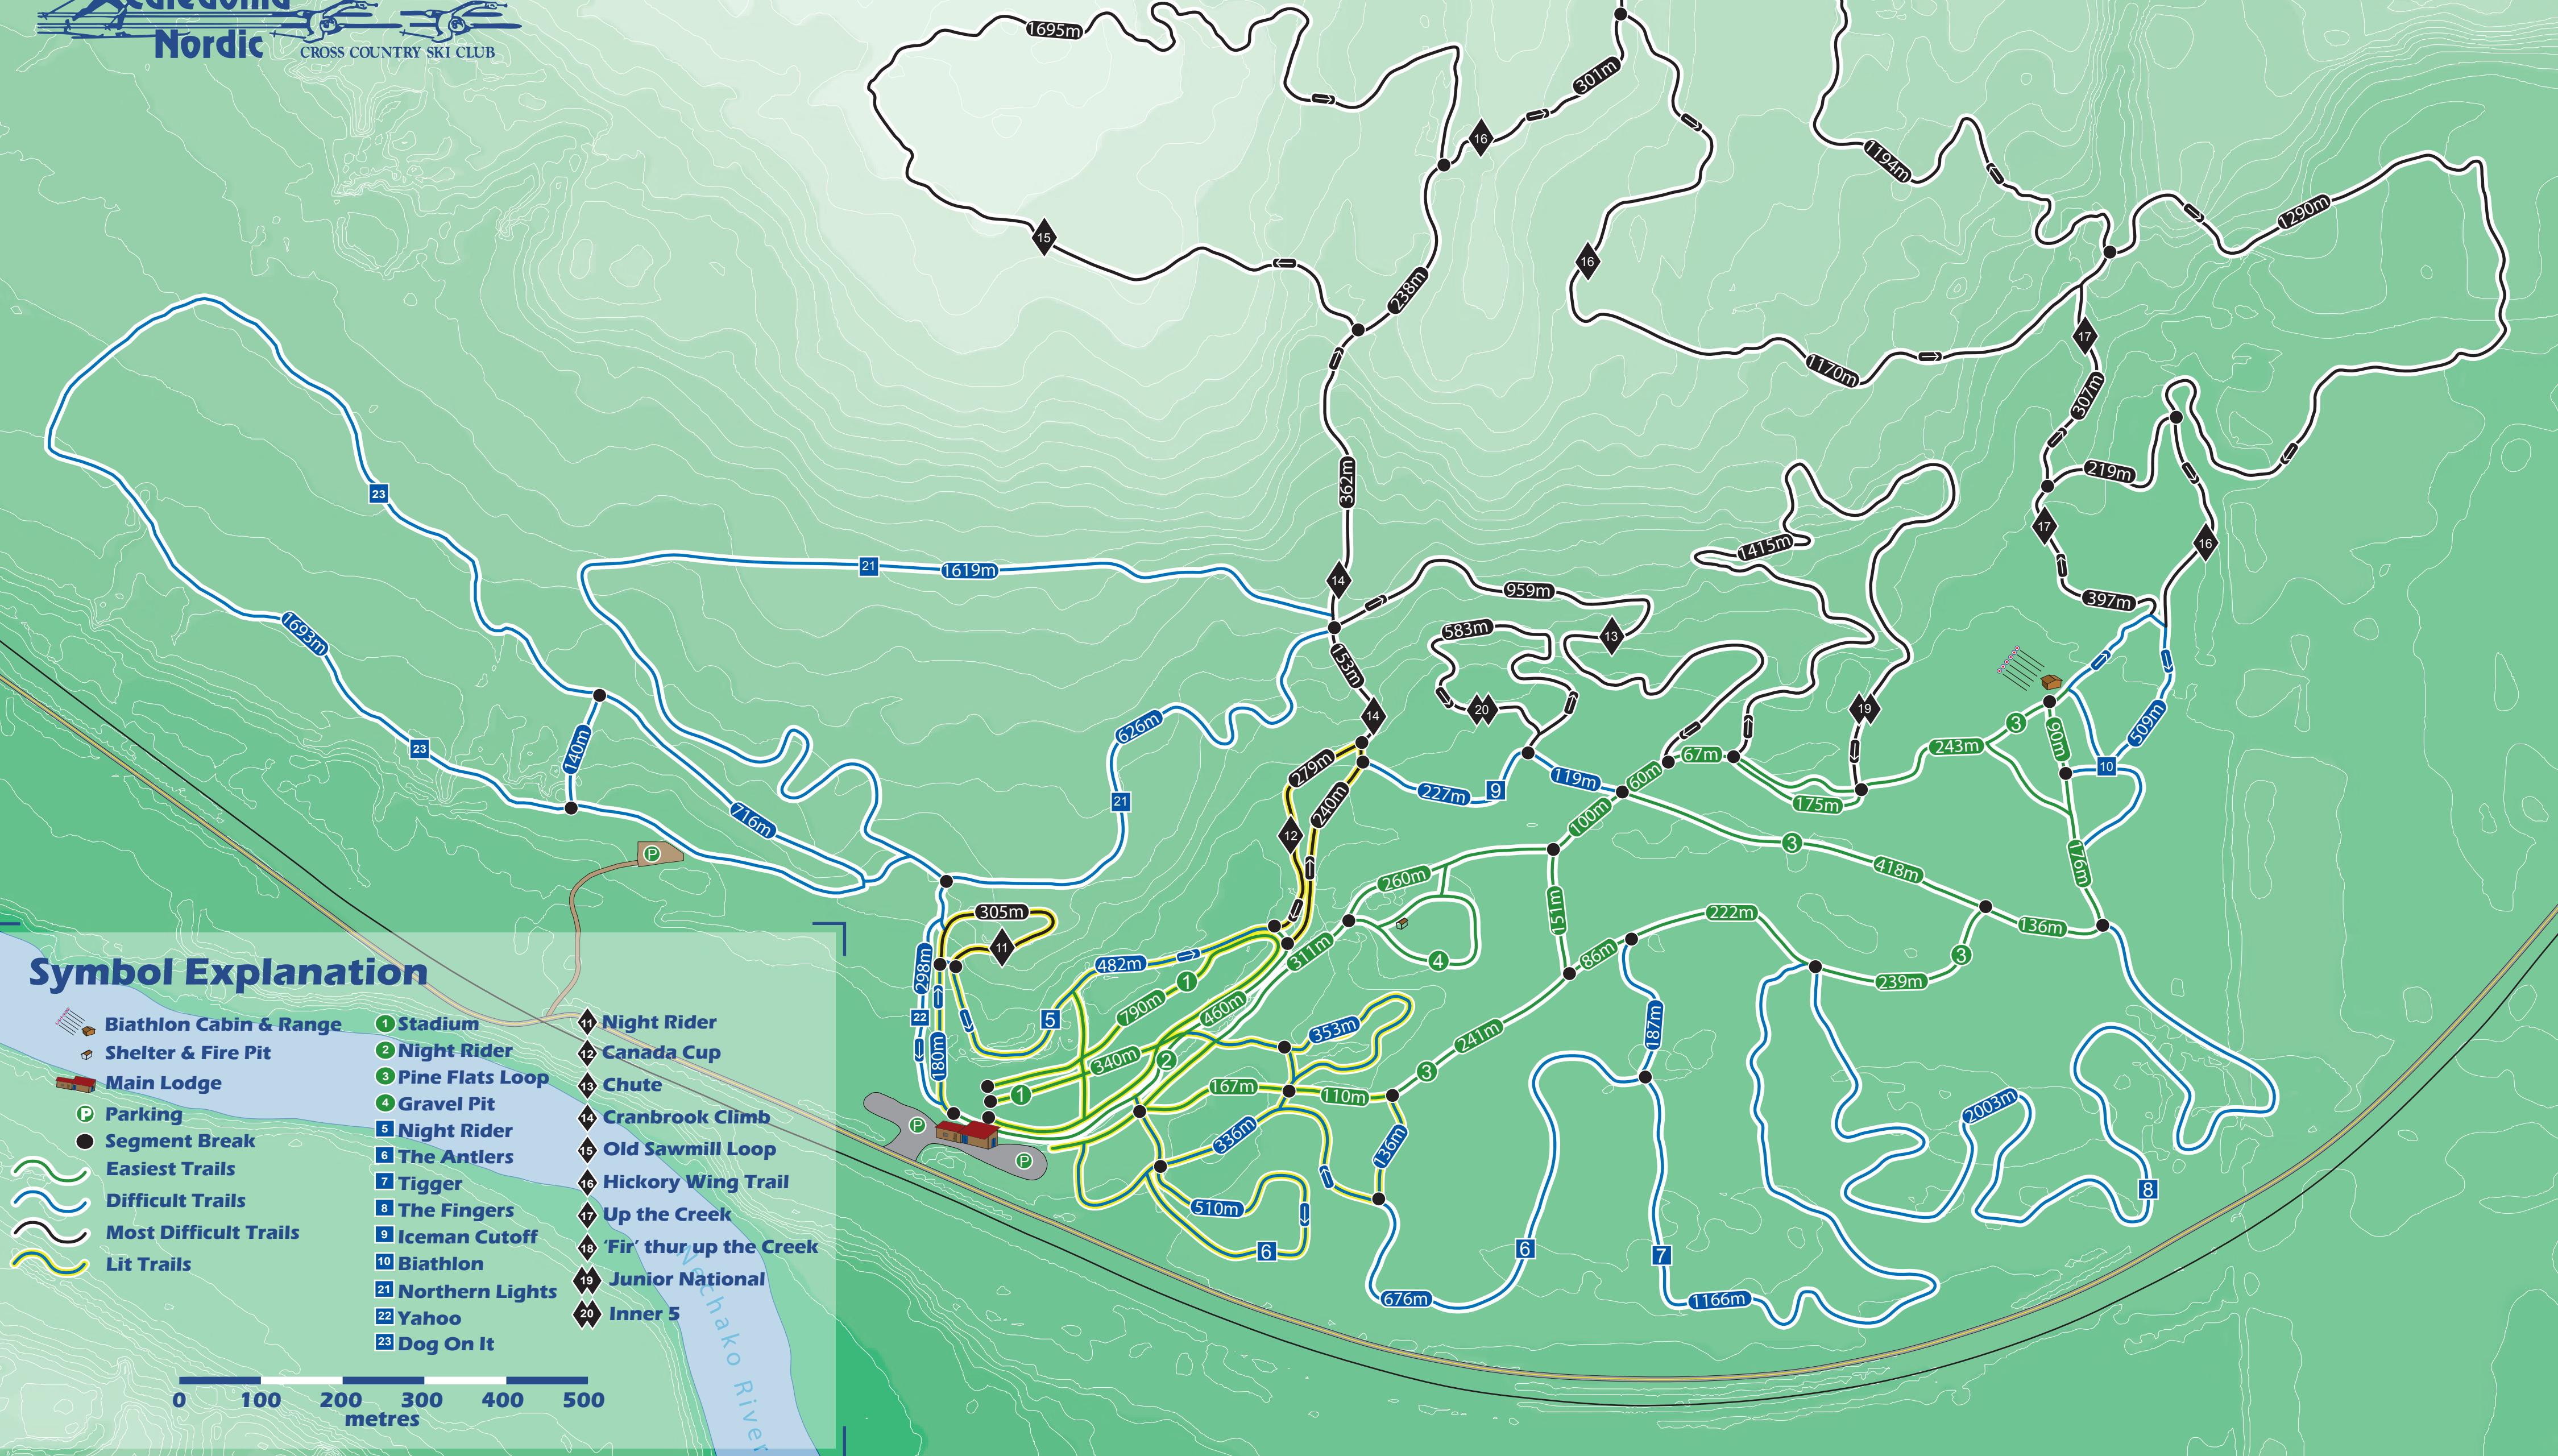 Caledonia
Nordic
CROSS COUNTRY SKI CLUB
1695m
301m
16
1194m
1290m
15
16
238m
1170m
17
307m
219m
17
16
397m
23
362m
1415m
21
1619m
14
959m
13
583m
20
19
153m
14
1693m
23
140m
716m
626m
21
279m
12
240m
227m
9
119m
60m
67m
175m
100m
243m
3
90m
509m
10
3
418m
176m
P
305m
11
298m
22
180m
482m
1
5
790m
460m
311m
260m
4
151m
86m
222m
239m
3
136m
340m
2
1
353m
167m
110m
3
241m
187m
336m
136m
510m
6
676m
6
7
1166m
2003m
8
P
P
Symbol Explanation
Biathlon Cabin & Range
Shelter & Fire Pit
Main Lodge
P Parking
Segment Break
Easiest Trails
Difficult Trails
Most Difficult Trails
Lit Trails
1 Stadium
2 Night Rider
3 Pine Flats Loop
4 Gravel Pit
5 Night Rider
6 The Antlers
7 Tigger
8 The Fingers
9 Iceman Cutoff
10 Biathlon
21 Northern Lights
22 Yahoo
23 Dog On It
11 Night Rider
12 Canada Cup
13 Chute
14 Cranbrook Climb
15 Old Sawmill Loop
16 Hickory Wing Trail
17 Up the Creek
18 'Fir' thur up the Creek
19 Junior National
20 Inner 5
0 100 200 300 400 500
metres
Nechako River